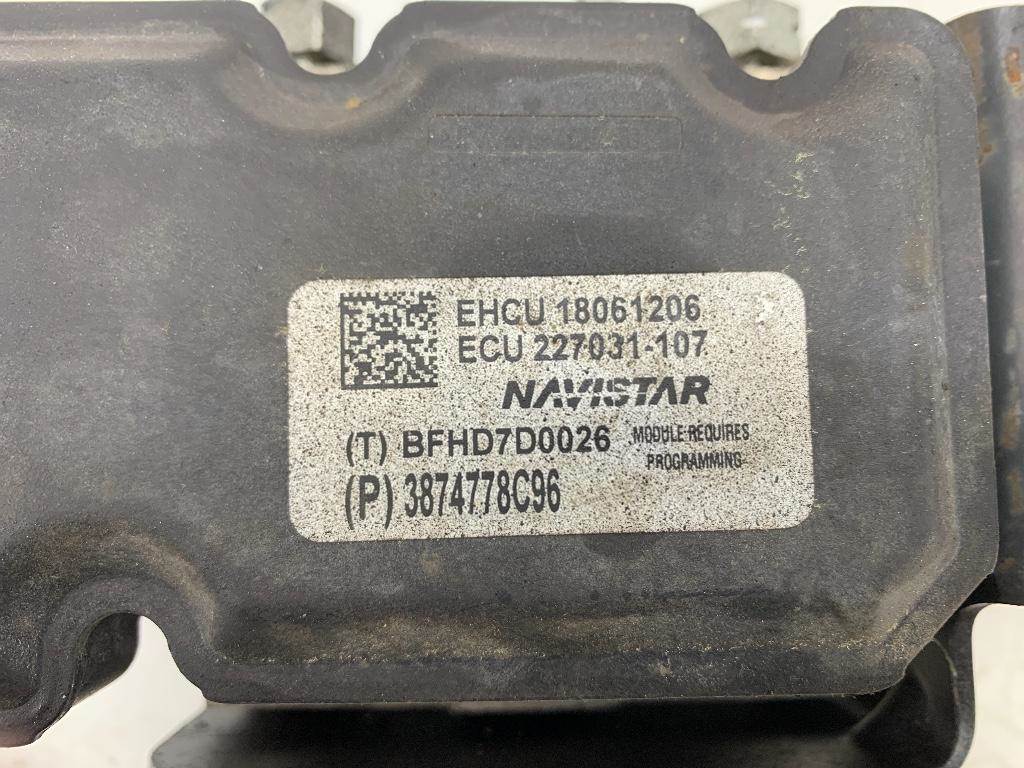 EHCU 18061206
ECU 227031-107
NAVISTAR
(T) BFHD7D0026 MODULE REQUIRES
PROGRAMMING
(P) 3874778C96